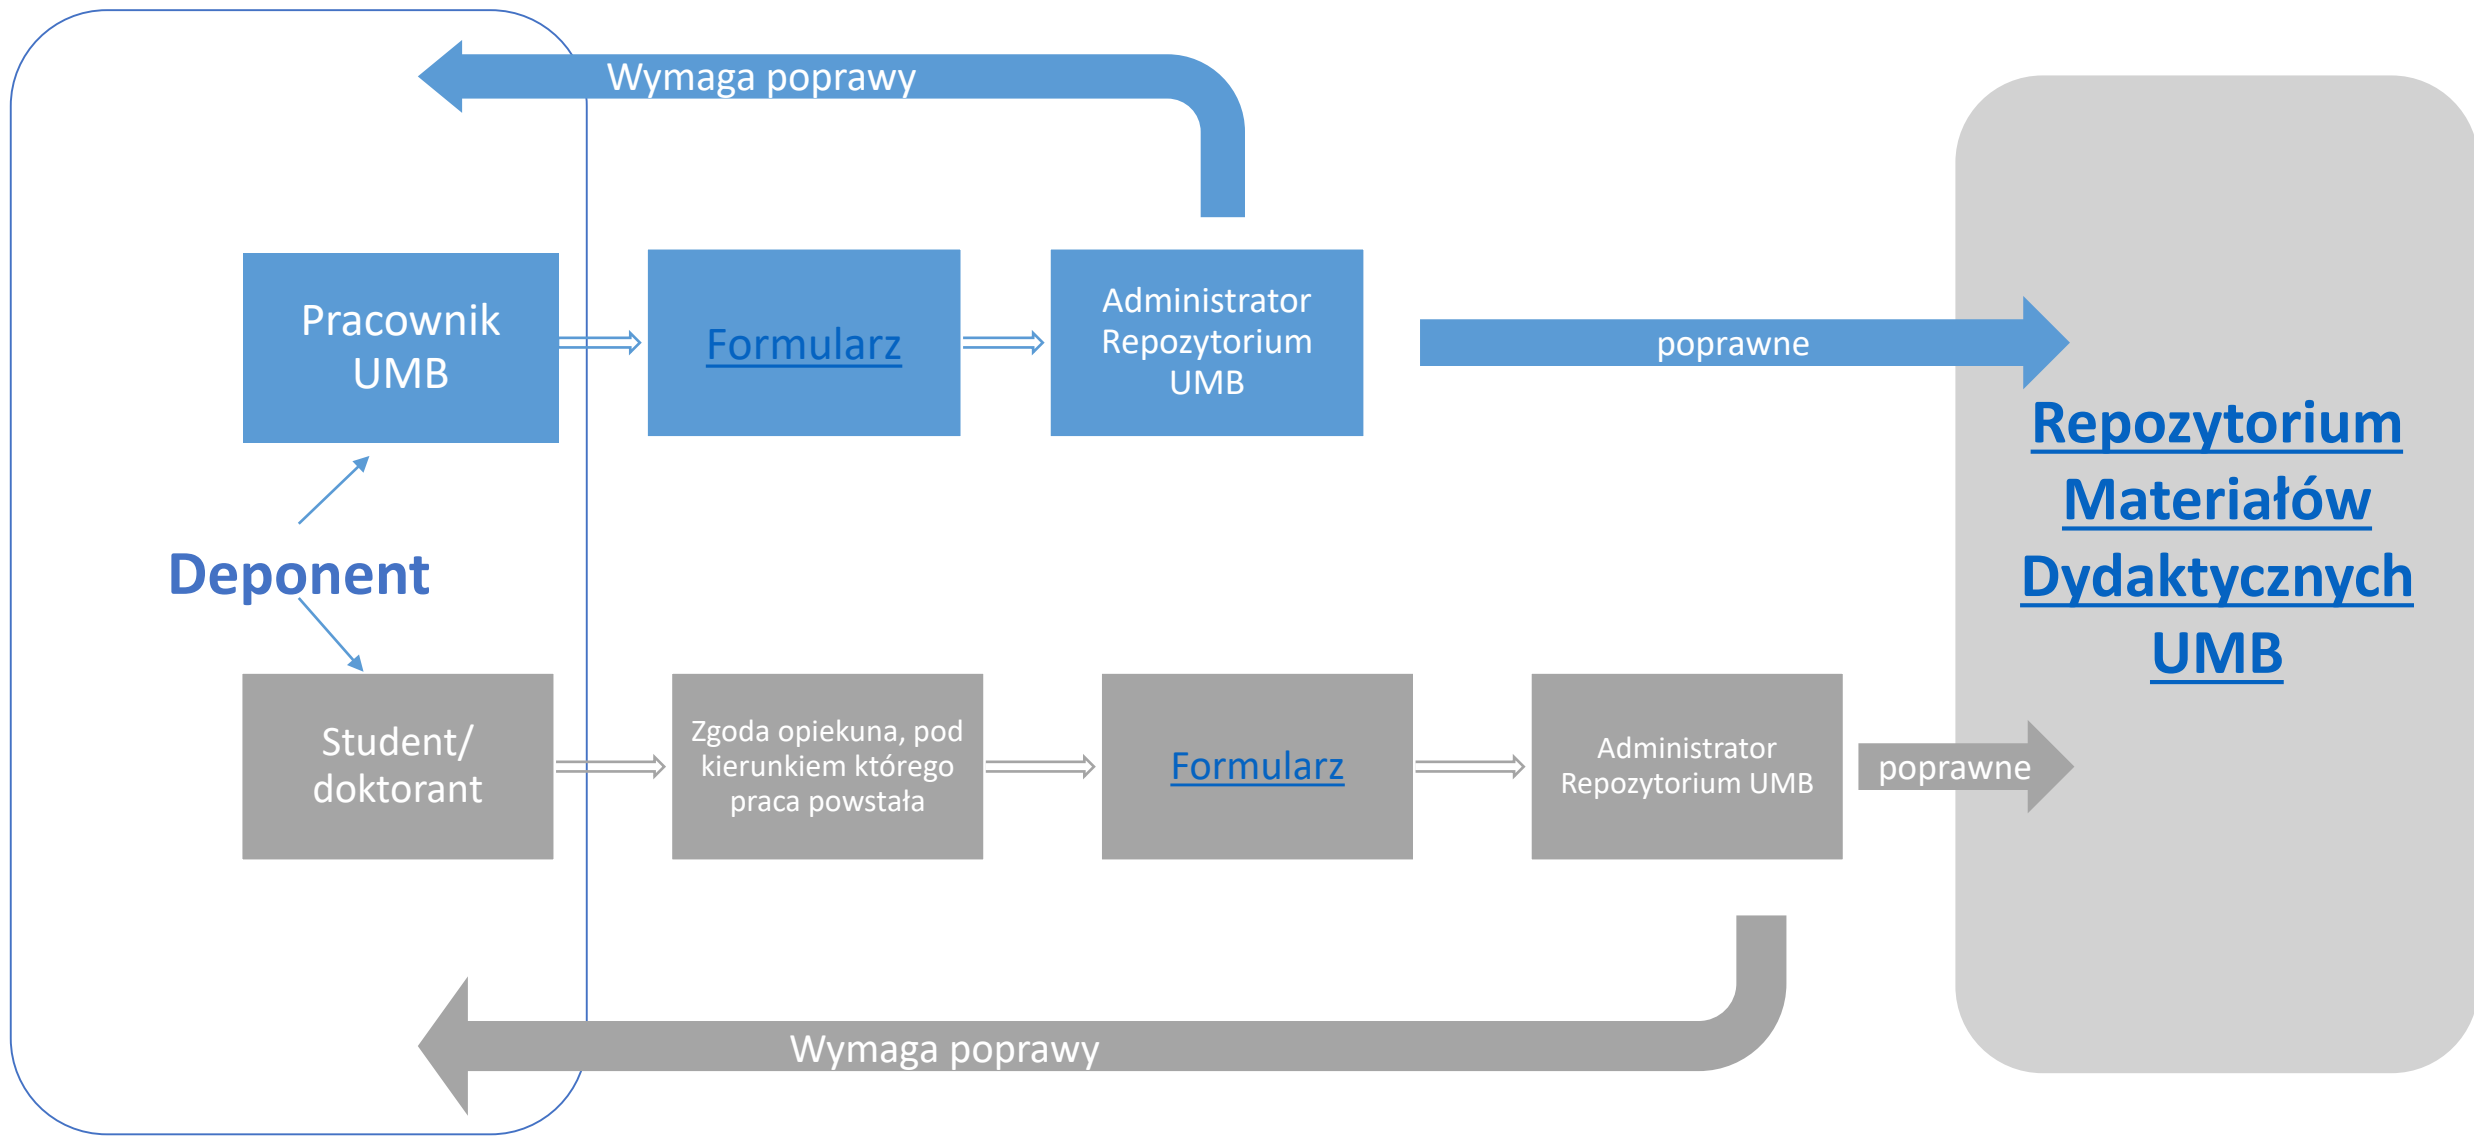 Wymaga poprawy
Pracownik
UMB
Formularz
Administrator
Repozytorium
UMB
poprawne
Deponent
Repozytorium
Materiałów
Dydaktycznych
UMB
Student/
doktorant
Zgoda opiekuna, pod
kierunkiem którego
praca powstała
Formularz
Administrator
Repozytorium UMB
poprawne
Wymaga poprawy